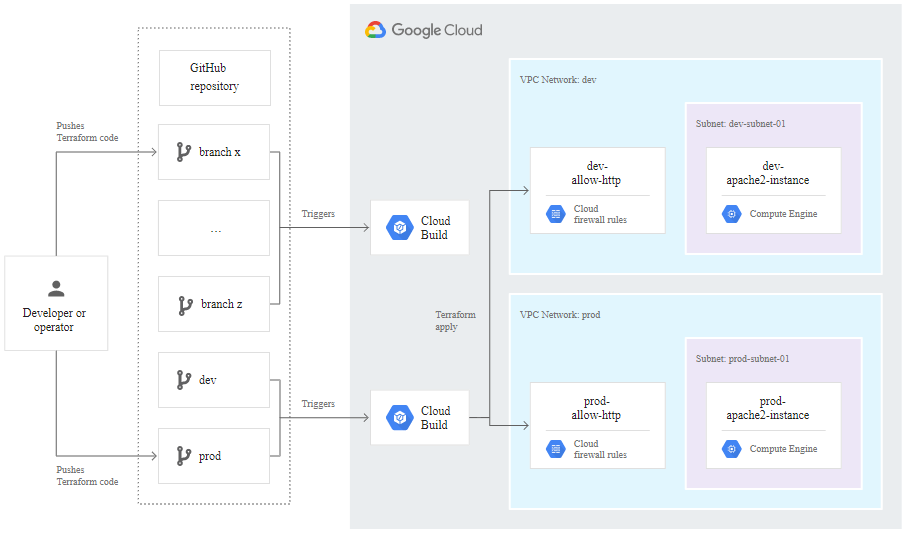 Google Cloud
GitHub
repository
VPC Network: dev
Pushes
Terraform code
branch x
Subnet: dev-subnet-01
dev-
allow-http
Cloud
firewall rules
dev-
apache2-instance
Compute Engine
...
Triggers
Cloud
Build
branch z
Developer or
operator
Terraform
apply
VPC Network: prod
Subnet: prod-subnet-01
dev
Triggers
Cloud
Build
prod-
allow-http
Cloud
firewall rules
prod-
apache2-instance
Compute Engine
prod
Pushes
Terraform code